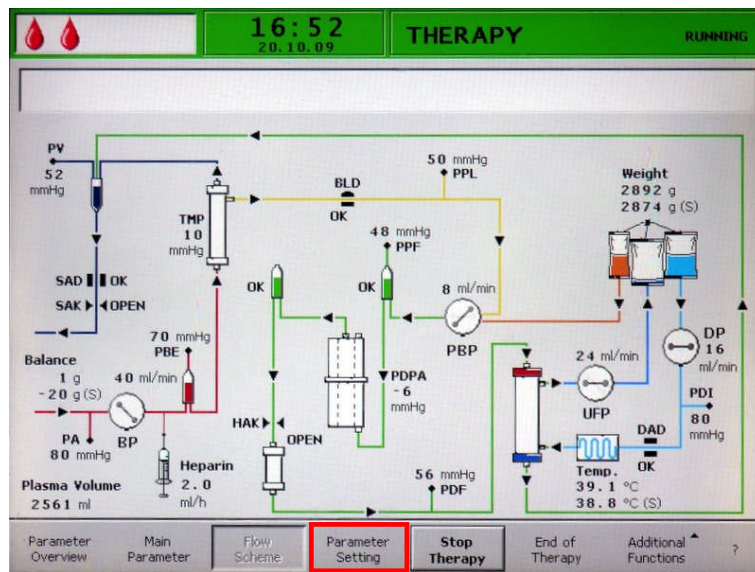 16:52
20.10.09
THERAPY
RUNNING
PV
52
mmHg
TMP
10
mmHg
BLD
OK
50 mmHg
PPL
Weight
2892 g
2874 g (S)
48 mmHg
PPF
SAD OK
SAK OPEN
OK
OK
8 ml/min
PBP
70 mmHg
PBE
Balance
1 g
-20 g (S)
40 ml/min
BP
PA
80 mmHg
PDPA
-6
mmHg
24 ml/min
UFP
DP
16
ml/min
PDI
80
mmHg
HAK
OPEN
DAD
OK
Heparin
2.0
ml/h
56 mmHg
PDF
Temp.
39.1 °C
38.8 °C (S)
Plasma Volume
2561 ml
Parameter
Overview
Main
Parameter
Flow
Scheme
Parameter
Setting
Stop
Therapy
End of
Therapy
Additional
Functions
?